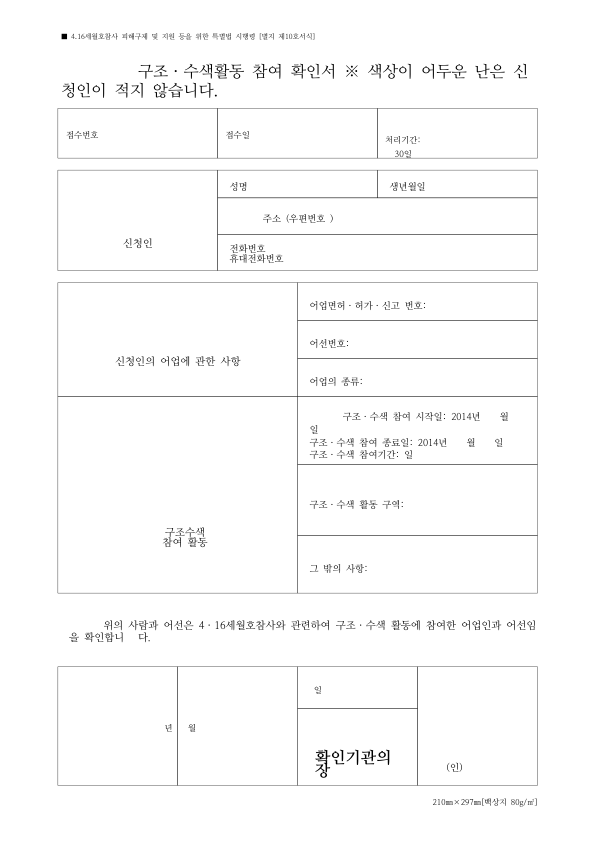 ■ 4.16세월호참사 피해구제 및 지원 등을 위한 특별법 시행령 [별지 제10호서식]
구조ㆍ수색활동 참여 확인서 ※ 색상이 어두운 난은 신
청인이 적지 않습니다.
접수번호
접수일
처리기간:
30일
신청인
성명
생년월일
주소 (우편번호 )
전화번호
휴대전화번호
신청인의 어업에 관한 사항
어업면허ㆍ허가ㆍ신고 번호:
어선번호:
어업의 종류:
구조수색
참여 활동
구조ㆍ수색 참여 시작일: 2014년 월
일
구조ㆍ수색 참여 종료일: 2014년 월 일
구조ㆍ수색 참여기간: 일
구조ㆍ수색 활동 구역:
그 밖의 사항:
위의 사람과 어선은 4ㆍ16세월호참사와 관련하여 구조ㆍ수색 활동에 참여한 어업인과 어선임
을 확인합니 다.
년
월
일
확인기관의
장
(인)
210㎜×297㎜[백상지 80g/㎡]